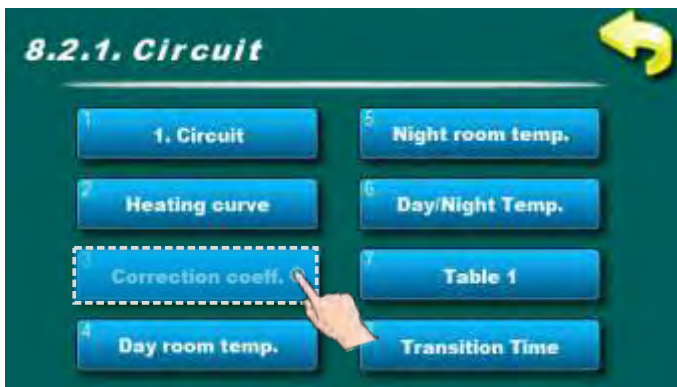 8.2.1. Circuit
1
1. Circuit
2
Heating curve
3
Correction coeff.
4
Day room temp.
5
Night room temp.
6
Day/Night Temp.
7
Table 1
Transition Time